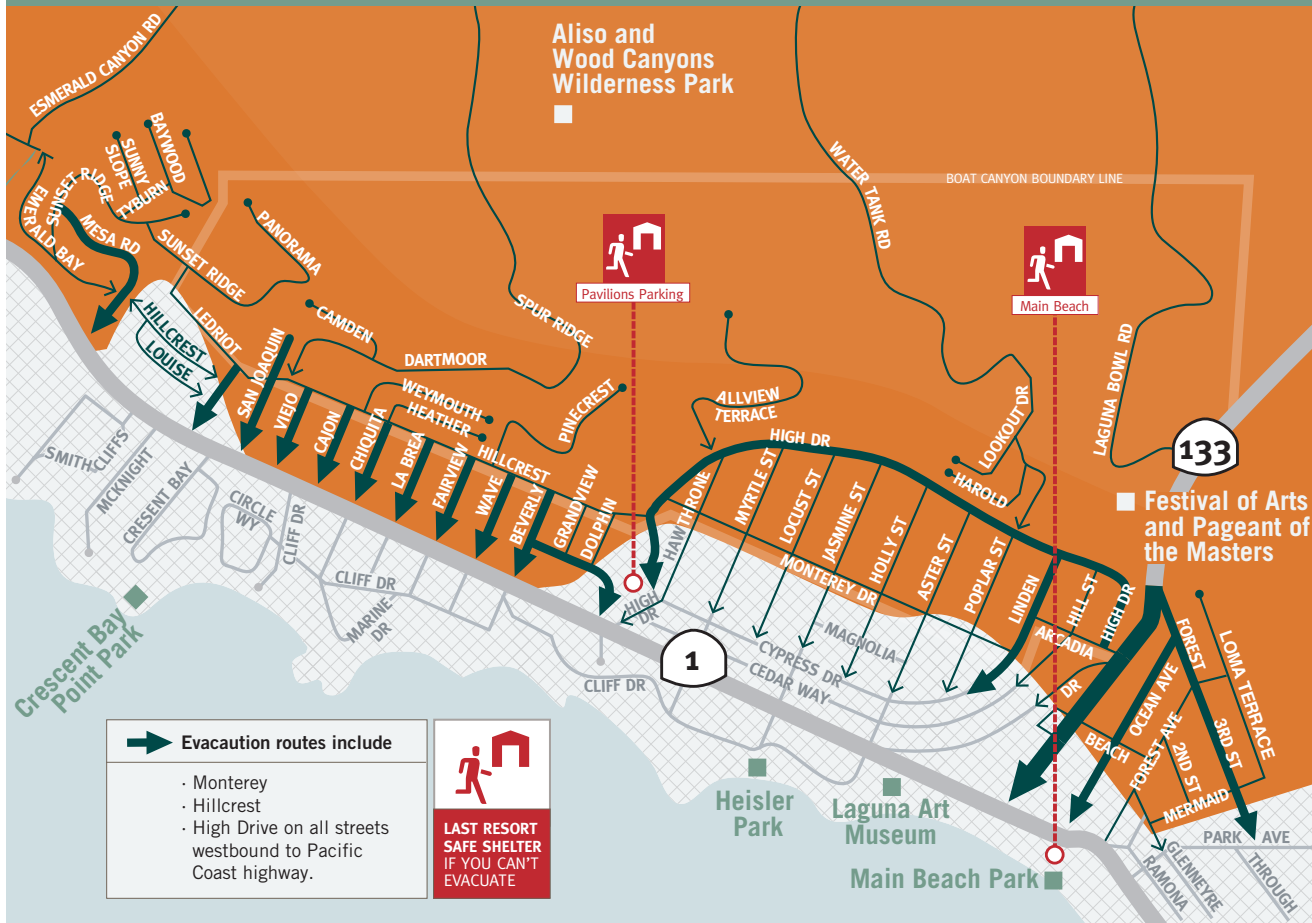 Aliso and
Wood Canyons
Wilderness Park
ESMERALD CANYON RD
BAYWOOD
SUNNY
SLOPE
SUNSET RIDGE
TYBURN
EMERALD BAY
MESA RD
SUNSET RIDGE
PANORAMA
WATER TANK RD
BOAT CANYON BOUNDARY LINE
Pavilions Parking
Main Beach
SPUR RIDGE
LAGUNA BOWL RD
HILLCREST
LOUISE
LEDRIOT
SAN JOAQUIN
CAMDEN
DARTMOOR
VIEJO
CAJON
CHIQUITA
WEYMOUTH
HEATHER
LA BREA
FAIRVIEW
HILLCREST
WAVE
BEVERLY
GRANDVIEW
DOLPHIN
PINECREST
ALLVIEW
TERRACE
HIGH DR
HAWTHRONE
MYRTLE ST
LOCUST ST
JASMINE ST
HOLLY ST
ASTER ST
POPLAR ST
LINDEN
HILL ST
HIGH DR
LOOKOUT DR
HAROLD
MONTEREY DR
ARCADIA
DR
133
Festival of Arts
and Pageant of
the Masters
SMITH CLIFFS
MCKNIGHT
CRESENT BAY
CIRCLE
WY
CLIFF DR
CLIFF DR
MARINE
DR
HIGH
DR
CLIFF DR
1
MAGNOLIA
CYPRESS DR
CEDAR WAY
BEACH
OCEAN AVE
FOREST AVE
2ND ST
FOREST
3RD ST
LOMA TERRACE
MERMAID
PARK AVE
GLENNEYRE
RAMONA
THROUGH
Crescent Bay
Point Park
Heisler
Park
Laguna Art
Museum
Main Beach Park
Evacaution routes include
· Monterey
· Hillcrest
· High Drive on all streets
westbound to Pacific
Coast highway.
LAST RESORT
SAFE SHELTER
IF YOU CAN'T
EVACUATE